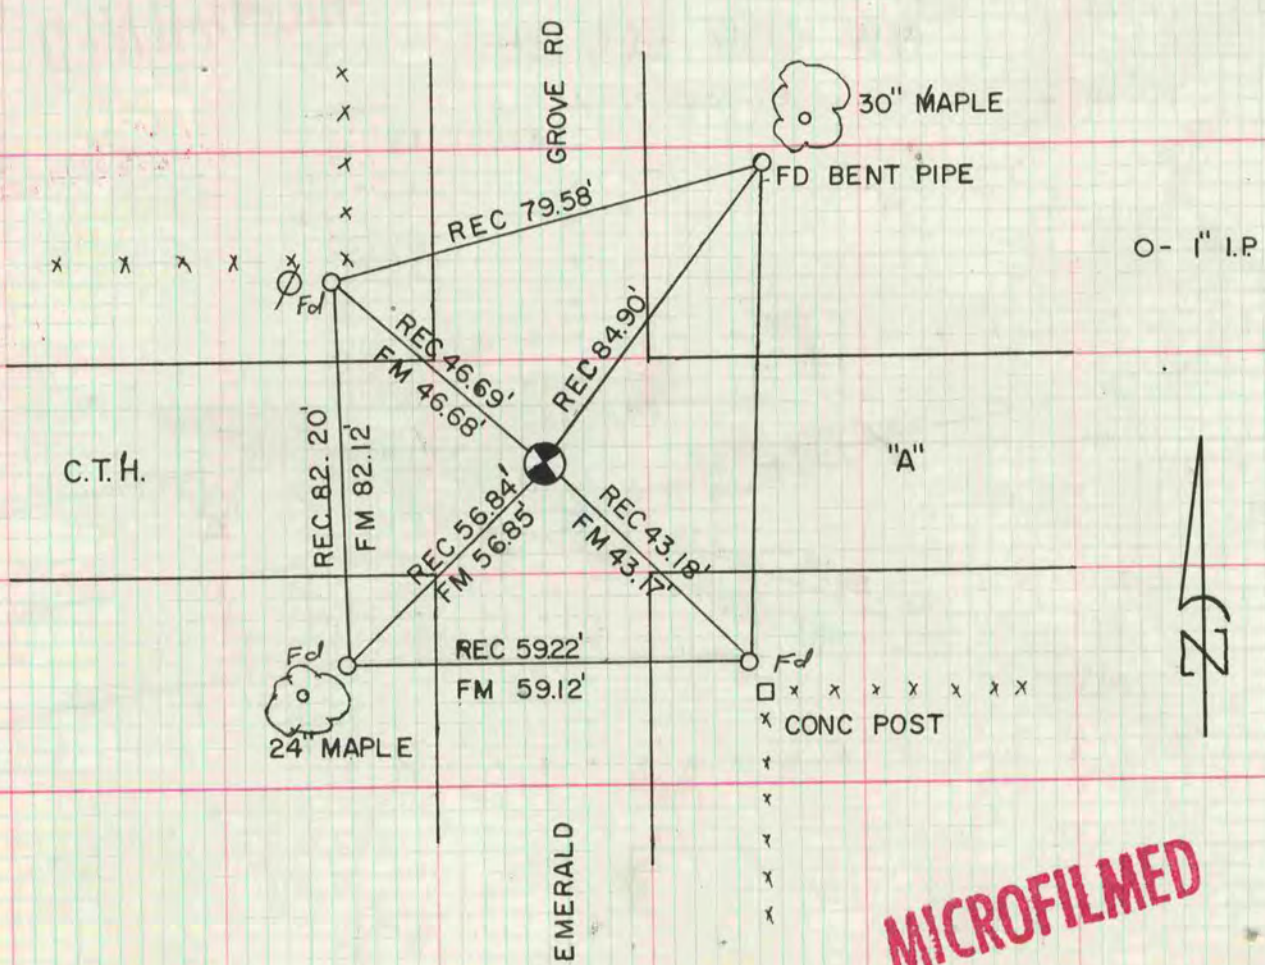 GROVE RD
30" MAPLE
FD BENT PIPE
REC 79.58'
O- 1" I.P.
Fd
REC 46.69'
FM 46.68'
REC 84.90'
C.T.H.
"A"
REC 82.20'
FM 82.12'
REC 56.84'
FM 56.85'
REC 43.18'
FM 43.17'
Fd
REC 59.22'
FM 59.12'
Fd
24" MAPLE
CONC POST
N
EMERALD
MICROFILMED